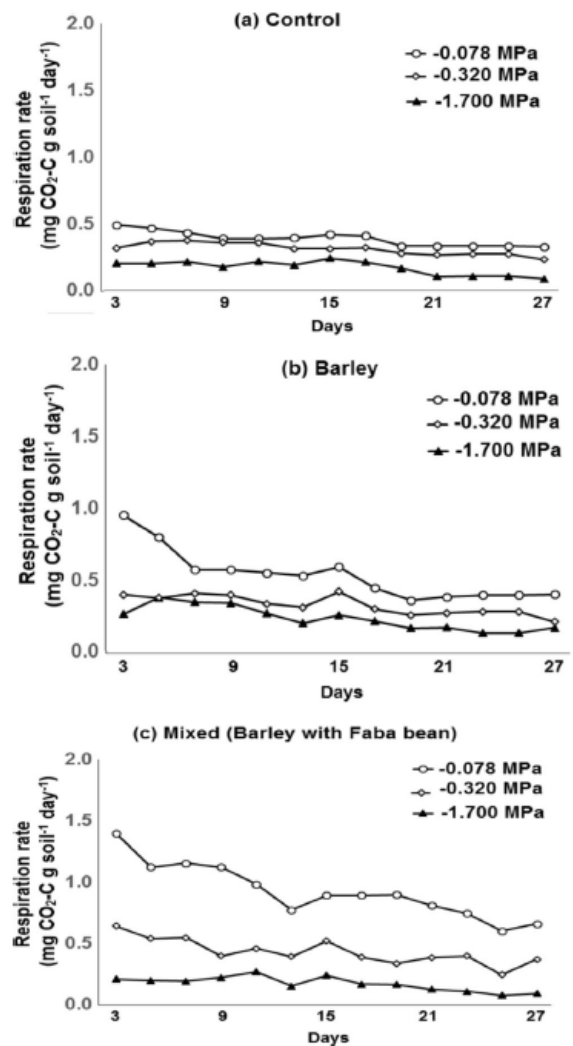 (a) Control
Respiration rate
(mg CO₂-C g soil⁻¹ day⁻¹)
2.0
1.5
1.0
0.5
0.0
-0.078 MPa
-0.320 MPa
-1.700 MPa
3 9 15 21 27
Days
(b) Barley
Respiration rate
(mg CO₂-C g soil⁻¹ day⁻¹)
2.0
1.5
1.0
0.5
0.0
-0.078 MPa
-0.320 MPa
-1.700 MPa
3 9 15 21 27
Days
(c) Mixed (Barley with Faba bean)
Respiration rate
(mg CO₂-C g soil⁻¹ day⁻¹)
2.0
1.5
1.0
0.5
0.0
-0.078 MPa
-0.320 MPa
-1.700 MPa
3 9 15 21 27
Days